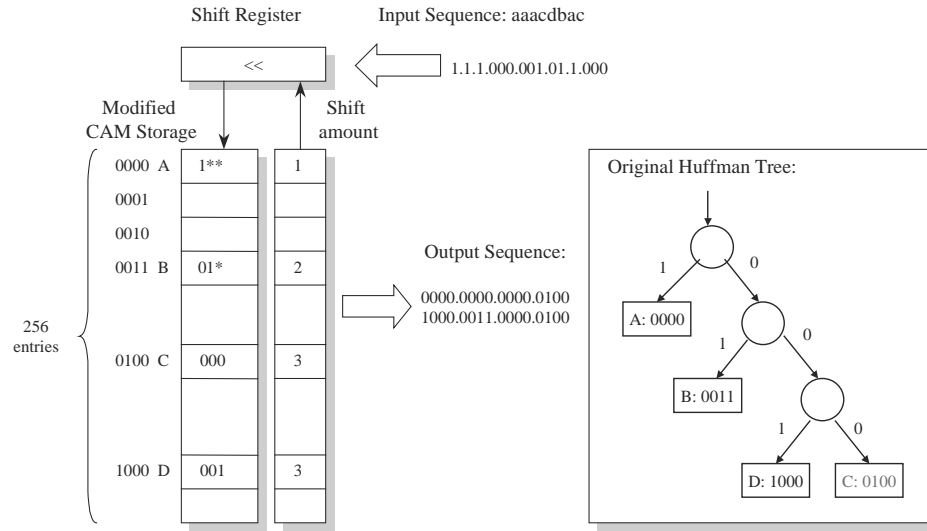 Shift Register
Input Sequence: aaacdbac
<<
1.1.1.000.001.01.1.000
Modified
CAM Storage
Shift
amount
0000 A 1** 1
0001
0010
0011 B 01* 2
0100 C 000 3
1000 D 001 3
256
entries
Output Sequence:
0000.0000.0000.0100
1000.0011.0000.0100
Original Huffman Tree:
1 0
A: 0000
1 0
B: 0011
1 0
D: 1000 C: 0100